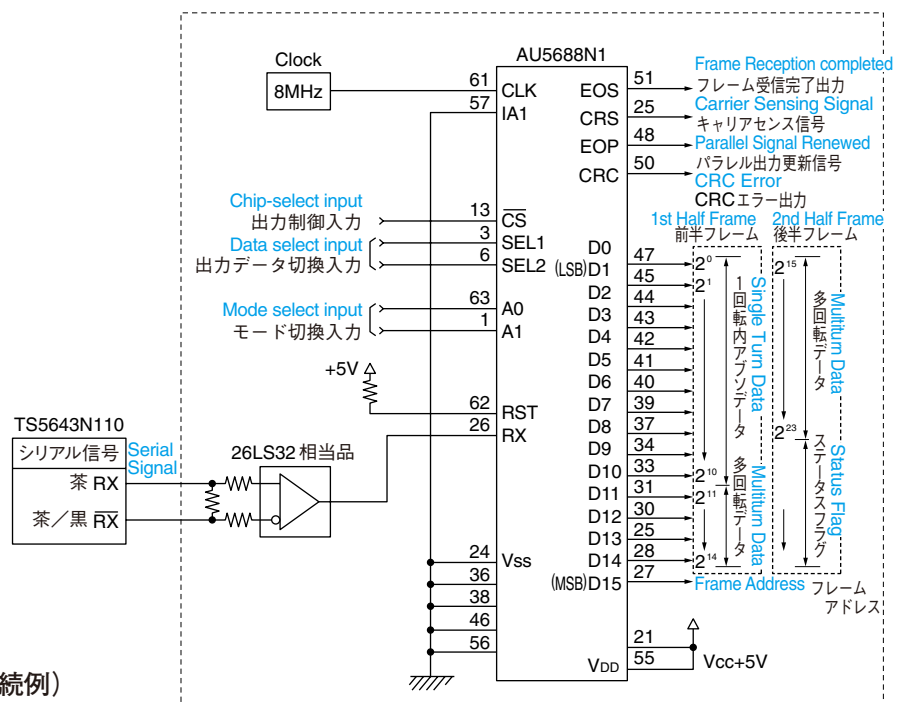 Clock
8MHz
AU5688N1
61
CLK
57
IA1
EOS
51
Frame Reception completed
フレーム受信完了出力
CRS
25
Carrier Sensing Signal
キャリアセンス信号
EOP
48
Parallel Signal Renewed
パラレル出力更新信号
CRC
50
CRC Error
CRCエラー出力
Chip-select input
出力制御入力
13
CS
Data select input
出力データ切換入力
3
SEL1
6
SEL2
Mode select input
モード切換入力
63
A0
1
A1
+5V
62
RST
26
RX
1st Half Frame
前半フレーム
2nd Half Frame
後半フレーム
D0
47
(LSB)D1
45
D2
44
D3
43
D4
42
D5
41
D6
40
D7
39
D8
37
D9
34
D10
33
D11
31
D12
30
D13
25
D14
28
(MSB)D15
27
2⁰
2¹
2¹⁰
2¹¹
2¹⁴
1回転内アブソデータ
Single Turn Data
多回転データ
Multitum Data
2¹⁵
2²³
多回転データ
Multitum Data
ステータスフラグ
Status Flag
Frame Address
フレーム
アドレス
TS5643N110
シリアル信号
Serial
Signal
茶 RX
茶/黒 RX
26LS32 相当品
24
Vss
36
38
46
56
21
VDD
55
Vcc+5V
続例)